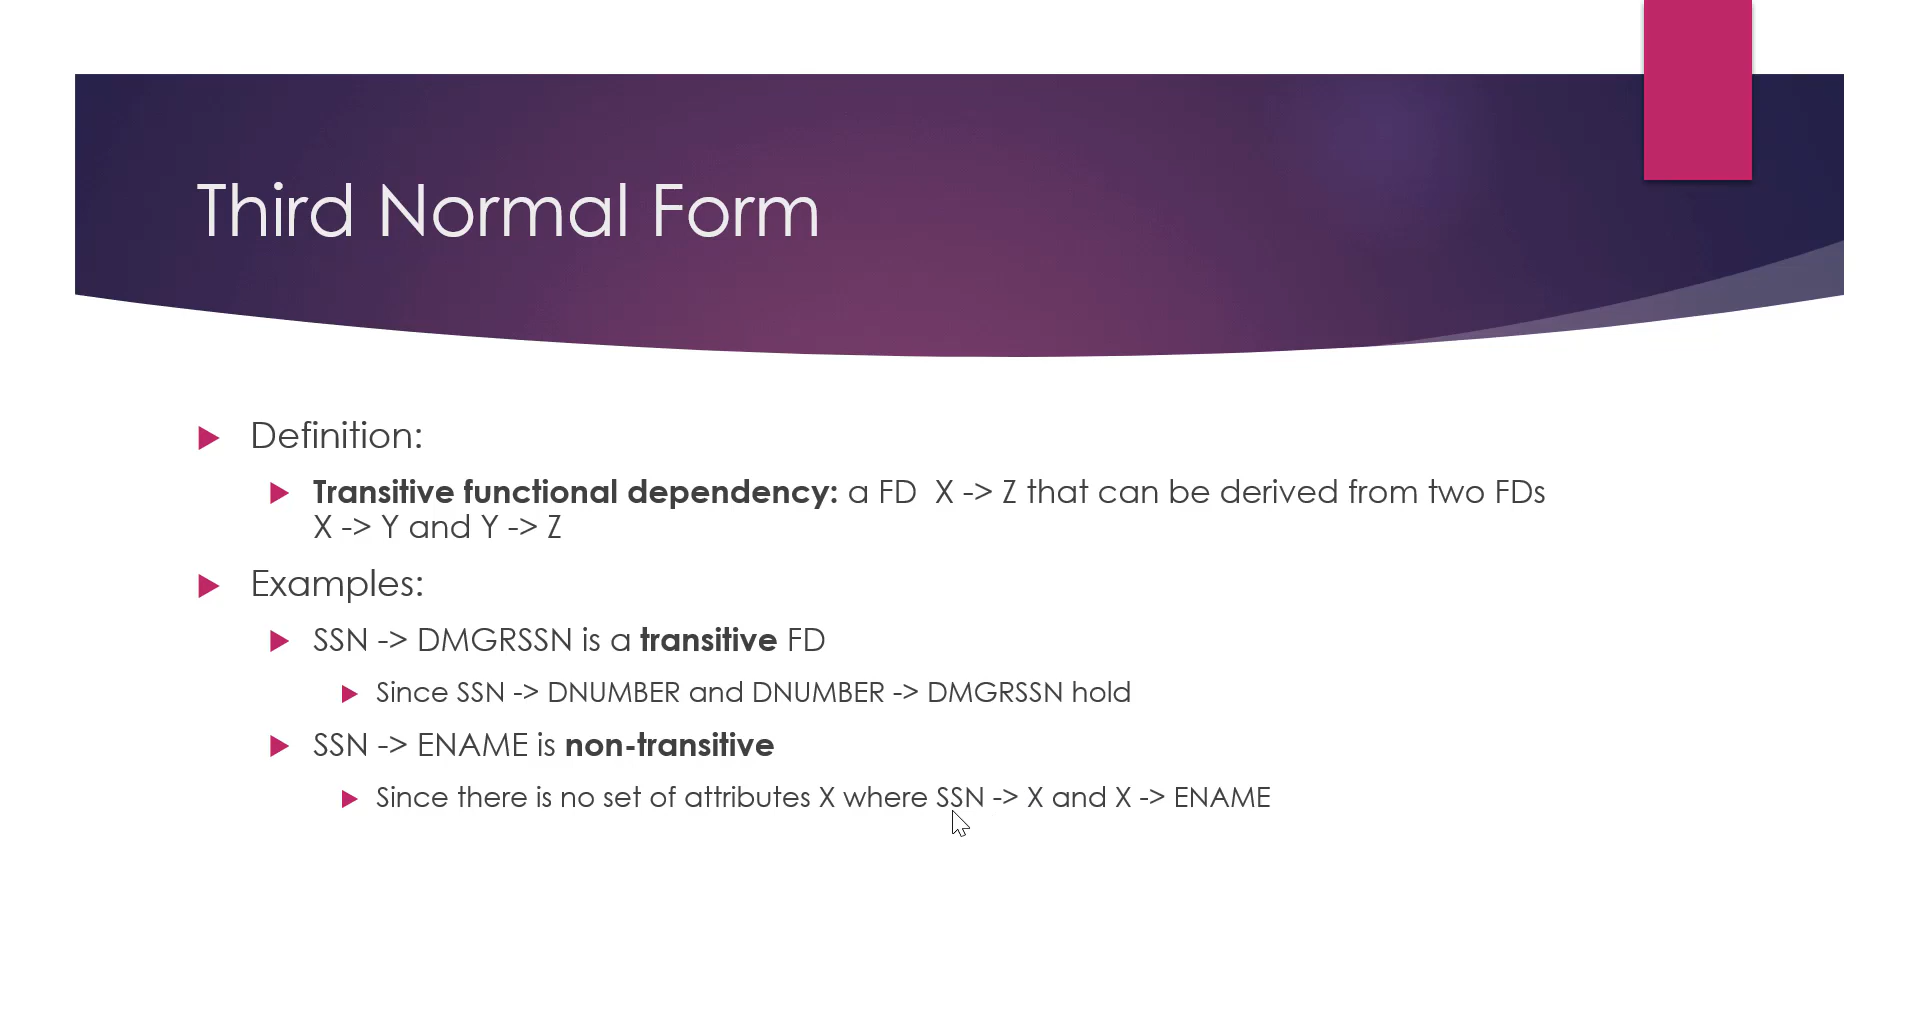 Third Normal Form
Definition:
Transitive functional dependency: a FD  X -> Z that can be derived from two FDs
X -> Y and Y -> Z
Examples:
SSN -> DMGRSSN is a transitive FD
Since SSN -> DNUMBER and DNUMBER -> DMGRSSN hold
SSN -> ENAME is non-transitive
Since there is no set of attributes X where SSN -> X and X -> ENAME